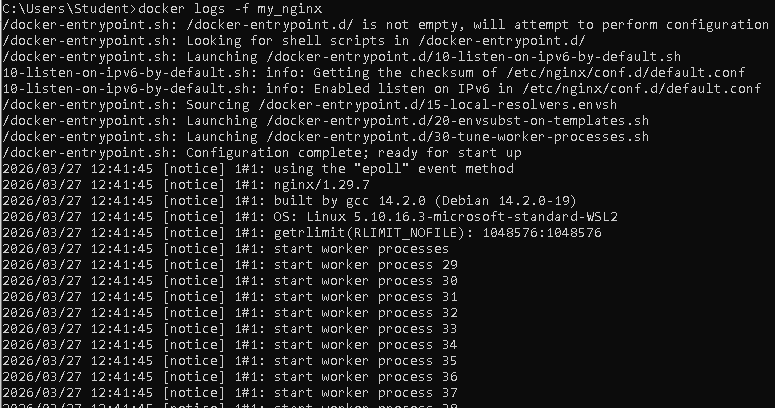 C:\Users\Student>docker logs -f my_nginx
/docker-entrypoint.sh: /docker-entrypoint.d/ is not empty, will attempt to perform configuration
/docker-entrypoint.sh: Looking for shell scripts in /docker-entrypoint.d/
/docker-entrypoint.sh: Launching /docker-entrypoint.d/10-listen-on-ipv6-by-default.sh
10-listen-on-ipv6-by-default.sh: info: Getting the checksum of /etc/nginx/conf.d/default.conf
10-listen-on-ipv6-by-default.sh: info: Enabled listen on IPv6 in /etc/nginx/conf.d/default.conf
/docker-entrypoint.sh: Sourcing /docker-entrypoint.d/15-local-resolvers.envsh
/docker-entrypoint.sh: Launching /docker-entrypoint.d/20-envsubst-on-templates.sh
/docker-entrypoint.sh: Launching /docker-entrypoint.d/30-tune-worker-processes.sh
/docker-entrypoint.sh: Configuration complete; ready for start up
2026/03/27 12:41:45 [notice] 1#1: using the "epoll" event method
2026/03/27 12:41:45 [notice] 1#1: nginx/1.29.7
2026/03/27 12:41:45 [notice] 1#1: built by gcc 14.2.0 (Debian 14.2.0-19)
2026/03/27 12:41:45 [notice] 1#1: OS: Linux 5.10.16.3-microsoft-standard-WSL2
2026/03/27 12:41:45 [notice] 1#1: getrlimit(RLIMIT_NOFILE): 1048576:1048576
2026/03/27 12:41:45 [notice] 1#1: start worker processes
2026/03/27 12:41:45 [notice] 1#1: start worker process 29
2026/03/27 12:41:45 [notice] 1#1: start worker process 30
2026/03/27 12:41:45 [notice] 1#1: start worker process 31
2026/03/27 12:41:45 [notice] 1#1: start worker process 32
2026/03/27 12:41:45 [notice] 1#1: start worker process 33
2026/03/27 12:41:45 [notice] 1#1: start worker process 34
2026/03/27 12:41:45 [notice] 1#1: start worker process 35
2026/03/27 12:41:45 [notice] 1#1: start worker process 36
2026/03/27 12:41:45 [notice] 1#1: start worker process 37